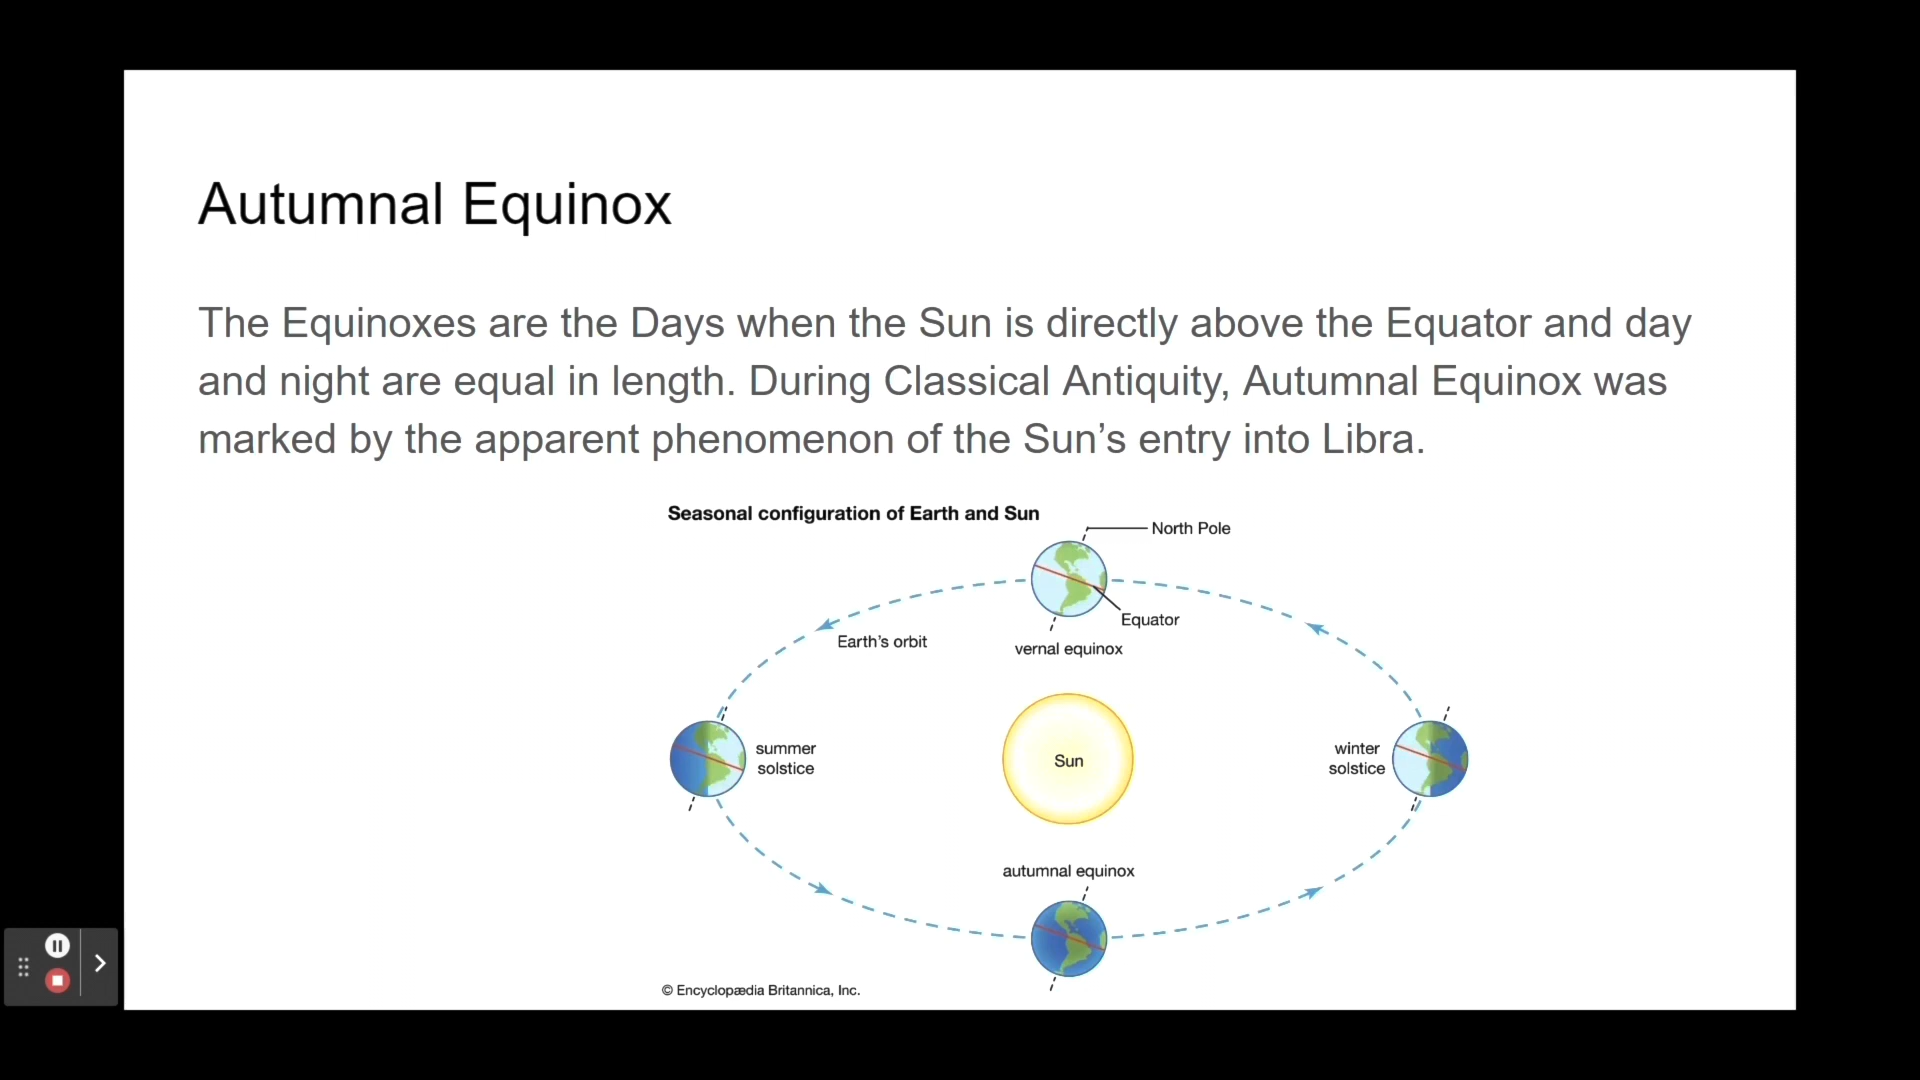 Autumnal Equinox
The Equinoxes are the Days when the Sun is directly above the Equator and day
and night are equal in length. During Classical Antiquity, Autumnal Equinox was
marked by the apparent phenomenon of the Sun’s entry into Libra.
Seasonal configuration of Earth and Sun
North Pole
Equator
Earth’s orbit
vernal equinox
summer
solstice
Sun
winter
solstice
autumnal equinox
© Encyclopædia Britannica, Inc.